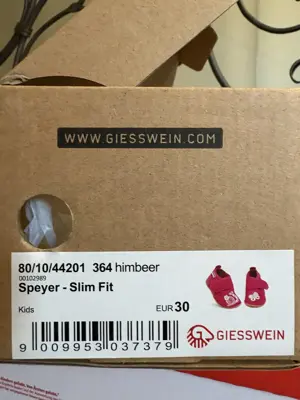 WWW.GIESSWEIN.COM
80/10/44201 364 himbeer
00102989
Speyer - Slim Fit
Kids
EUR 30
GIESSWEIN
9 009953 037379